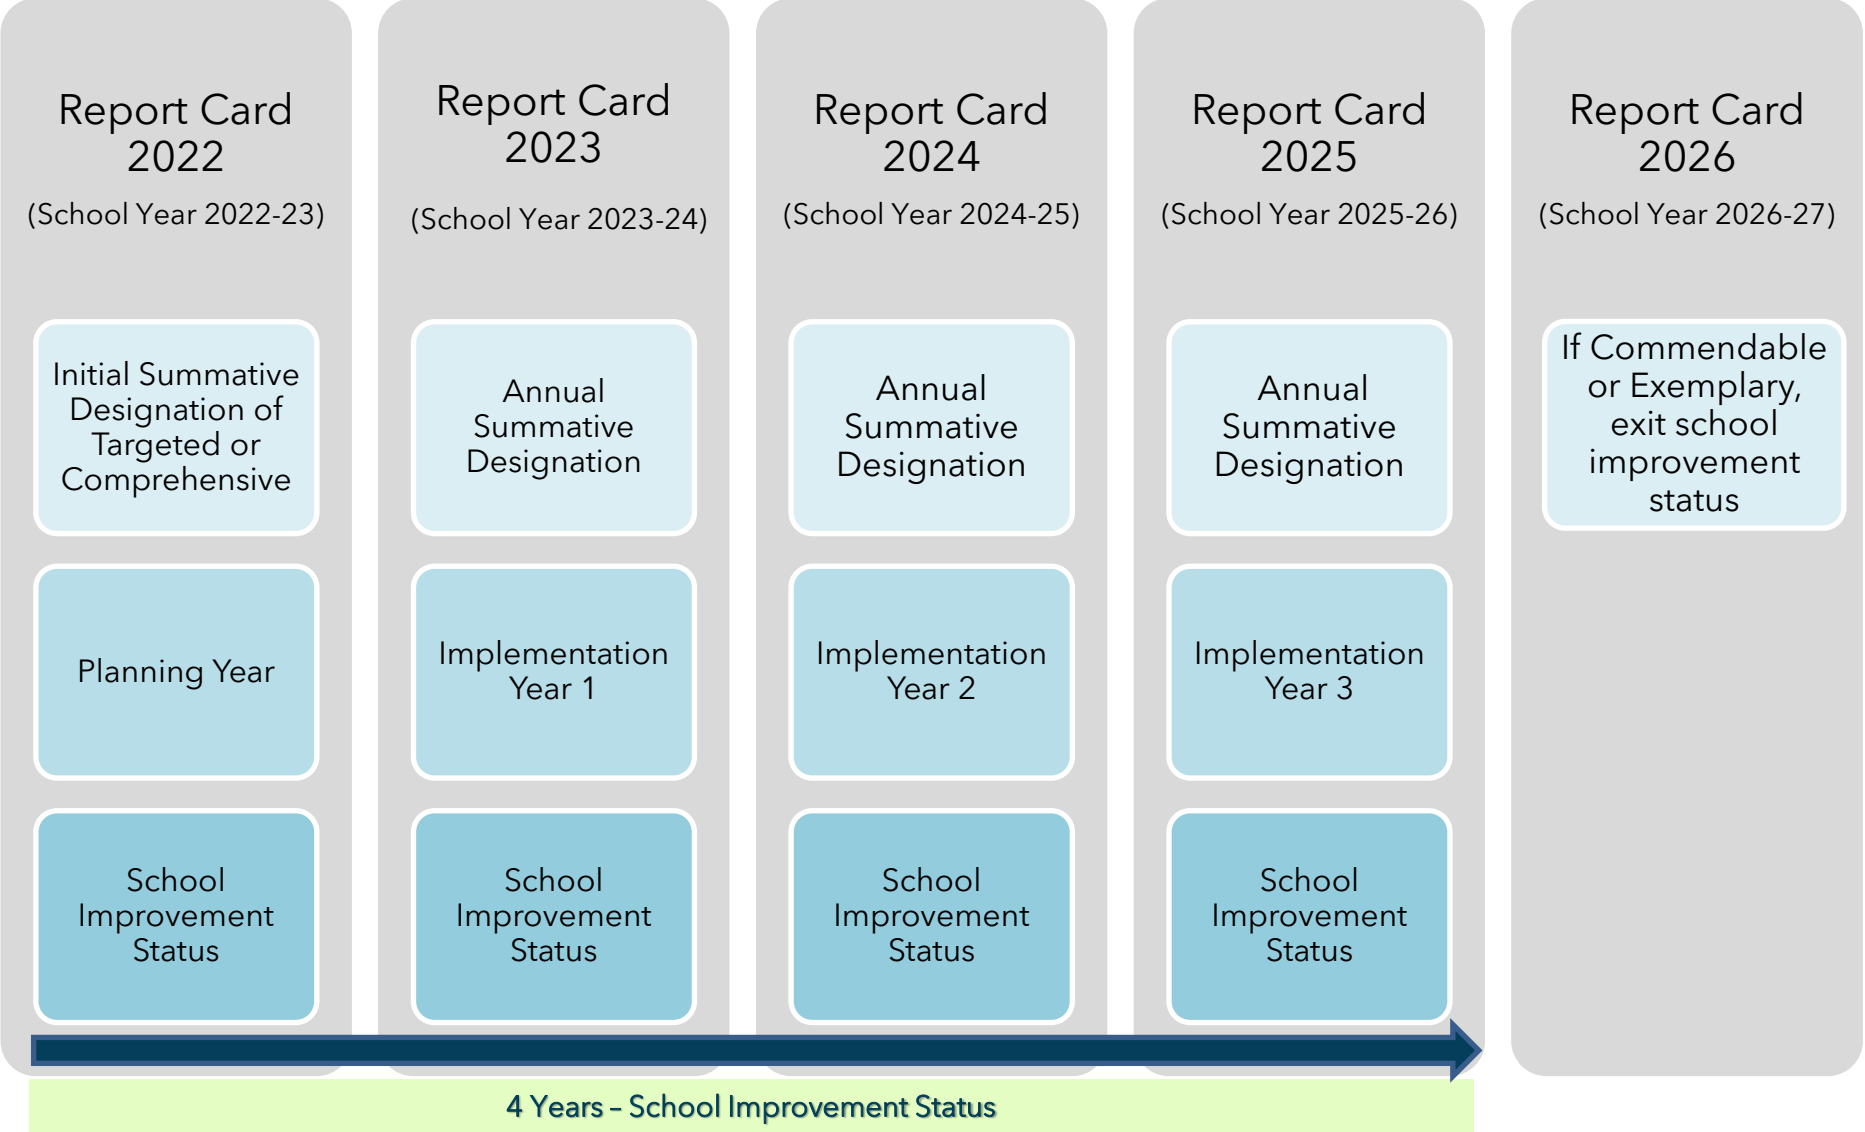 Report Card
2022
(School Year 2022-23)
Initial Summative
Designation of
Targeted or
Comprehensive
Planning Year
School
Improvement
Status
Report Card
2023
(School Year 2023-24)
Annual
Summative
Designation
Implementation
Year 1
School
Improvement
Status
Report Card
2024
(School Year 2024-25)
Annual
Summative
Designation
Implementation
Year 2
School
Improvement
Status
Report Card
2025
(School Year 2025-26)
Annual
Summative
Designation
Implementation
Year 3
School
Improvement
Status
Report Card
2026
(School Year 2026-27)
If Commendable
or Exemplary,
exit school
improvement
status
4 Years – School Improvement Status